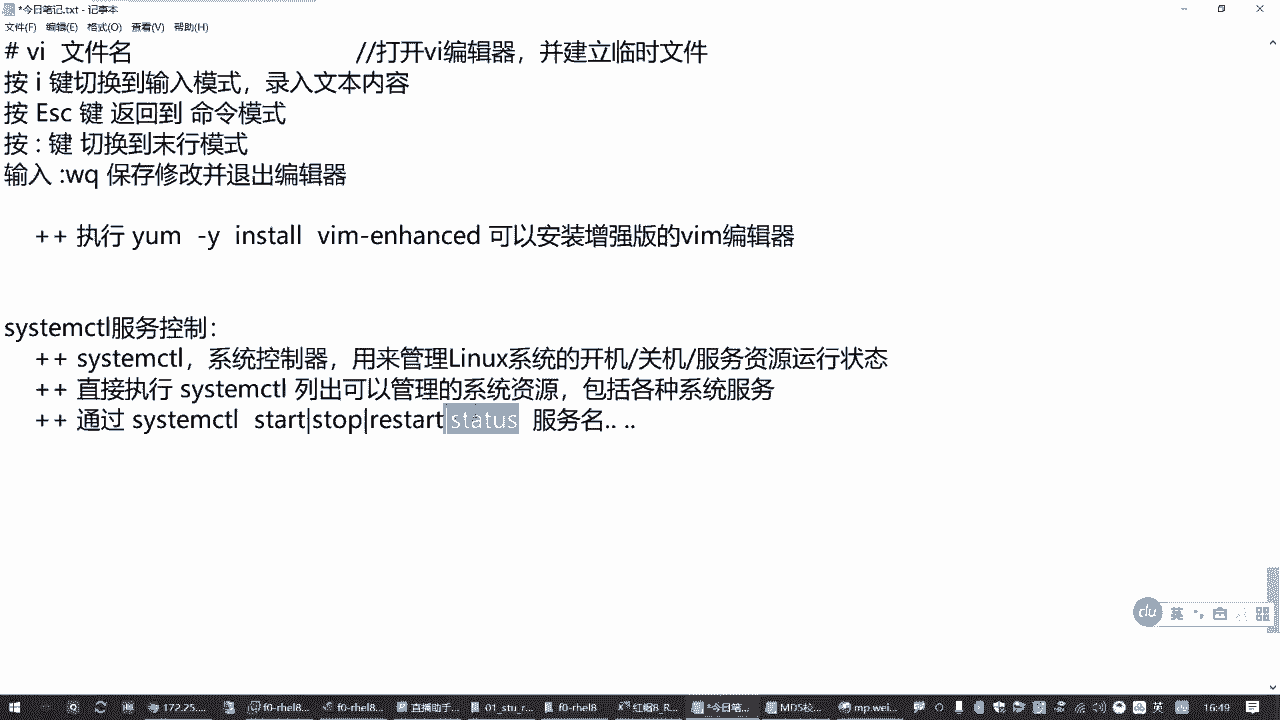 *今日笔记.txt - 记事本
文件(F) 编辑(E) 格式(O) 查看(V) 帮助(H)
# vi 文件名 //打开vi编辑器，并建立临时文件
按 i 键切换到输入模式，录入文本内容
按 Esc 键 返回到 命令模式
按 : 键 切换到末行模式
输入 :wq 保存修改并退出编辑器
++ 执行 yum -y install vim-enhanced 可以安装增强版的vim编辑器
systemctl服务控制：
++ systemctl，系统控制器，用来管理Linux系统的开机/关机/服务资源运行状态
++ 直接执行 systemctl 列出可以管理的系统资源，包括各种系统服务
++ 通过 systemctl start|stop|restart|status 服务名.. ..
du 英
172.25.... f0-rhel8... f0-rhel8... 直播助手... 01_stu_r... f0-rhel8 红帽8_R... *今日笔... MD5校... mp.wei... 英 du 16:49